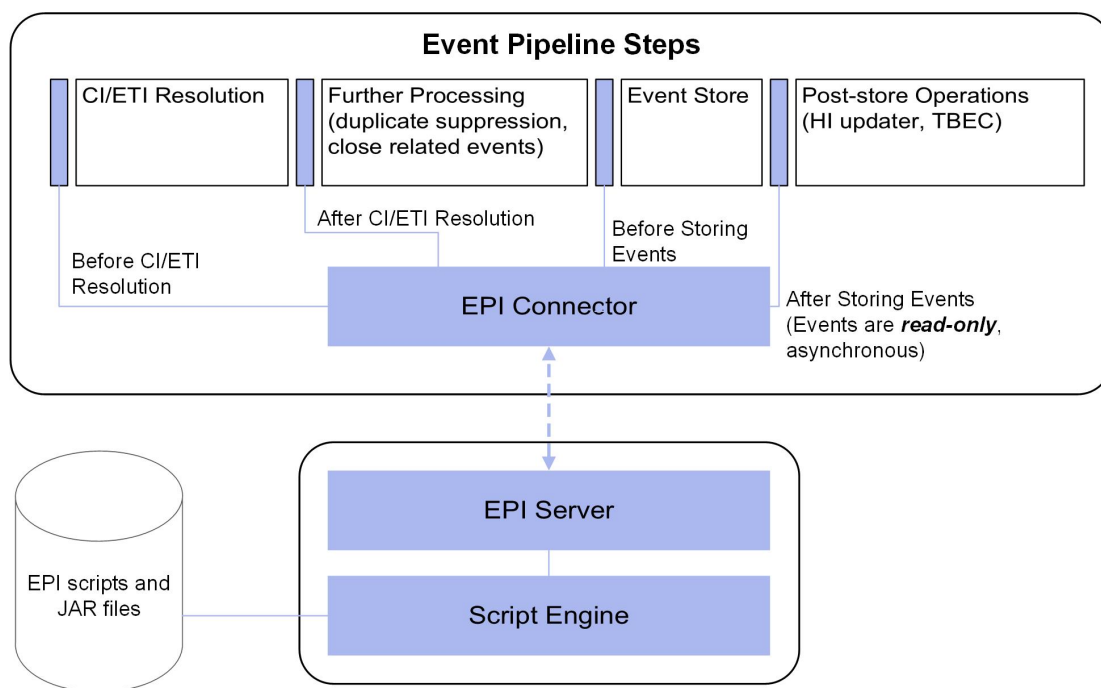 Event Pipeline Steps
CI/ETI Resolution
Further Processing
(duplicate suppression,
close related events)
Event Store
Post-store Operations
(HI updater, TBEC)
After CI/ETI Resolution
Before CI/ETI
Resolution
Before Storing
Events
EPI Connector
After Storing Events
(Events are read-only,
asynchronous)
EPI Server
EPI scripts and
JAR files
Script Engine